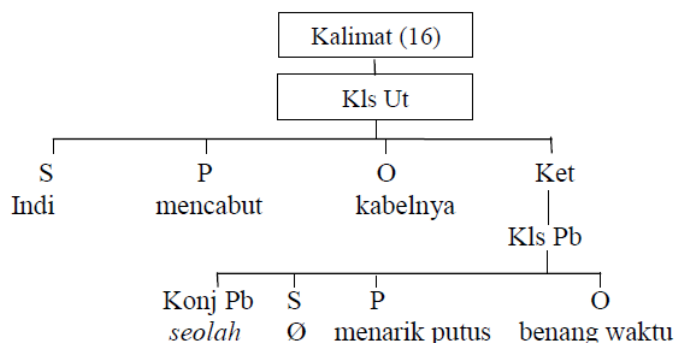 Kalimat (16)
Kls Ut
S P O Ket
Indi mencabut kabelnya
Kls Pb
Konj Pb S P O
seolah Ø menarik putus benang waktu